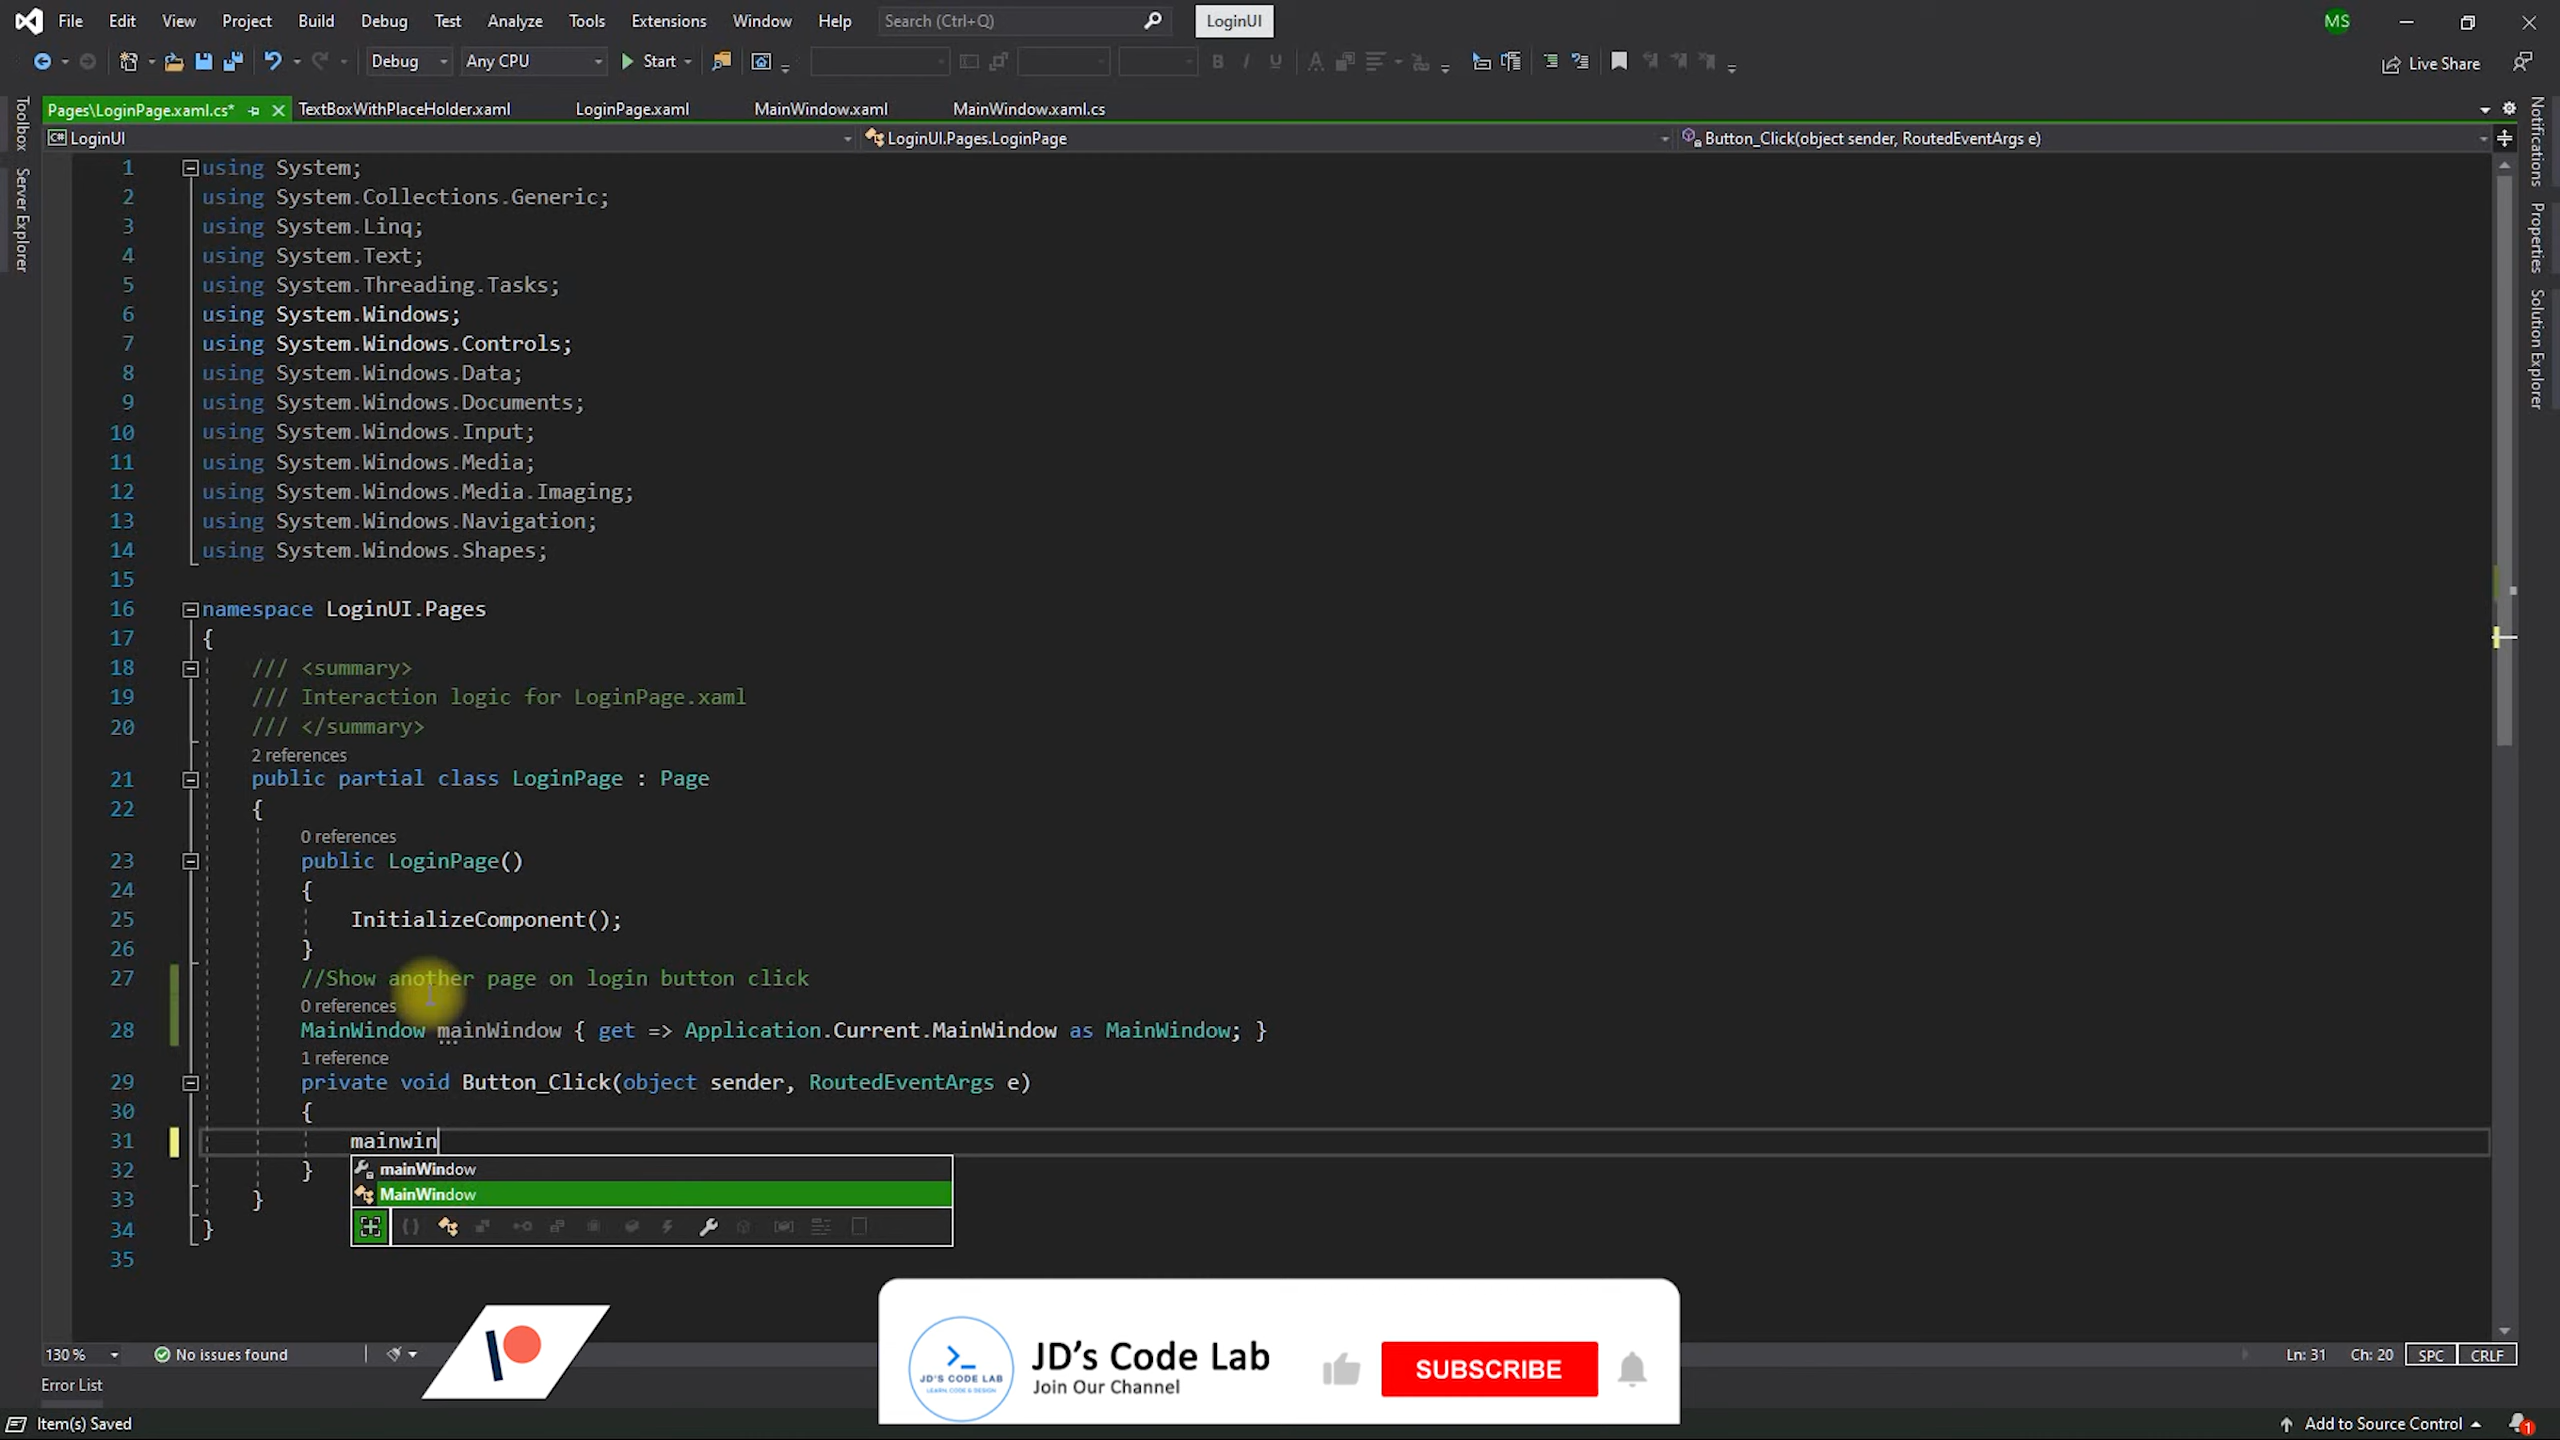 File Edit View Project Build Debug Test Analyze Tools Extensions Window Help Search (Ctrl+Q) LoginUI MS
Debug Any CPU Start Live Share
Pages\LoginPage.xaml.cs* TextBoxWithPlaceHolder.xaml LoginPage.xaml MainWindow.xaml MainWindow.xaml.cs
C# LoginUI LoginUI.Pages.LoginPage Button_Click(object sender, RoutedEventArgs e)
Toolbox
Server Explorer
Notifications
Properties
Solution Explorer
1 using System;
2 using System.Collections.Generic;
3 using System.Linq;
4 using System.Text;
5 using System.Threading.Tasks;
6 using System.Windows;
7 using System.Windows.Controls;
8 using System.Windows.Data;
9 using System.Windows.Documents;
10 using System.Windows.Input;
11 using System.Windows.Media;
12 using System.Windows.Media.Imaging;
13 using System.Windows.Navigation;
14 using System.Windows.Shapes;
15
16 namespace LoginUI.Pages
17 {
18 /// <summary>
19 /// Interaction logic for LoginPage.xaml
20 /// </summary>
2 references
21 public partial class LoginPage : Page
22 {
0 references
23 public LoginPage()
24 {
25 InitializeComponent();
26 }
27 //Show another page on login button click
0 references
28 MainWindow mainWindow { get => Application.Current.MainWindow as MainWindow; }
1 reference
29 private void Button_Click(object sender, RoutedEventArgs e)
30 {
31 mainwin
32 }
mainWindow
MainWindow
33 }
34 }
35
JD's Code Lab
Join Our Channel
JD'S CODE LAB
LEARN, CODE & DESIGN
SUBSCRIBE
130 % No issues found Ln: 31 Ch: 20 SPC CRLF
Error List
Item(s) Saved Add to Source Control 1